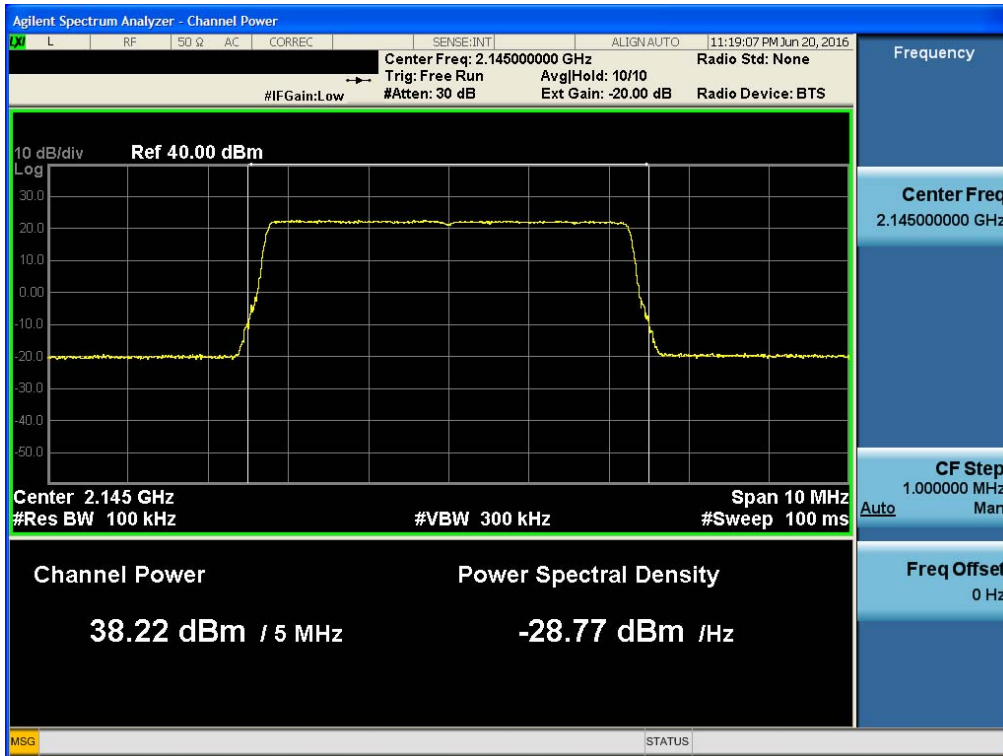 Agilent Spectrum Analyzer - Channel Power
LXI L RF 50 Ω AC CORREC SENSE:INT ALIGN AUTO 11:19:07 PM Jun 20, 2016
Center Freq: 2.145000000 GHz Radio Std: None
Trig: Free Run Avg|Hold: 10/10
#IFGain:Low #Atten: 30 dB Ext Gain: -20.00 dB Radio Device: BTS
10 dB/div Ref 40.00 dBm
Log
30.0
20.0
10.0
0.00
-10.0
-20.0
-30.0
-40.0
-50.0
Center 2.145 GHz Span 10 MHz
#Res BW 100 kHz #VBW 300 kHz #Sweep 100 ms
Channel Power Power Spectral Density
38.22 dBm / 5 MHz -28.77 dBm /Hz
Frequency
Center Freq
2.145000000 GHz
CF Step
1.000000 MHz
Auto Man
Freq Offset
0 Hz
MSG STATUS